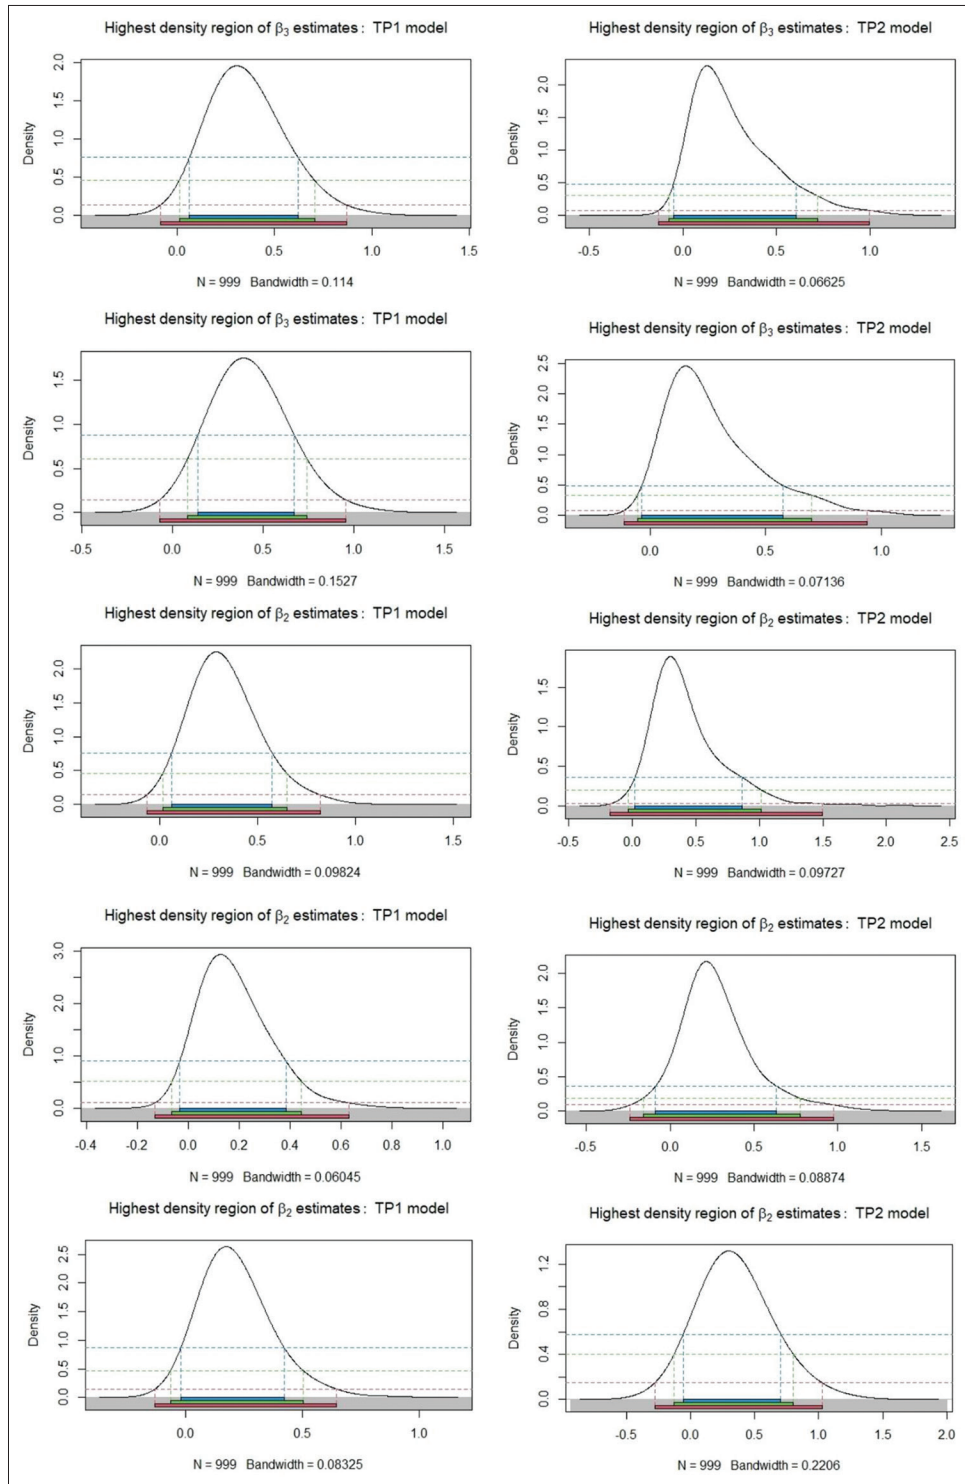 Highest density region of β3 estimates : TP1 model
Density
0.0 0.5 1.0 1.5 2.0
0.0 0.5 1.0 1.5
N = 999 Bandwidth = 0.114
Highest density region of β3 estimates : TP2 model
Density
0.0 0.5 1.0 1.5 2.0
-0.5 0.0 0.5 1.0
N = 999 Bandwidth = 0.06625
Highest density region of β3 estimates : TP1 model
Density
0.0 0.5 1.0 1.5
-0.5 0.0 0.5 1.0 1.5
N = 999 Bandwidth = 0.1527
Highest density region of β3 estimates : TP2 model
Density
0.0 0.5 1.0 1.5 2.0 2.5
0.0 0.5 1.0
N = 999 Bandwidth = 0.07136
Highest density region of β2 estimates : TP1 model
Density
0.0 0.5 1.0 1.5 2.0
0.0 0.5 1.0 1.5
N = 999 Bandwidth = 0.09824
Highest density region of β2 estimates : TP2 model
Density
0.0 0.5 1.0 1.5
-0.5 0.0 0.5 1.0 1.5 2.0 2.5
N = 999 Bandwidth = 0.09727
Highest density region of β2 estimates : TP1 model
Density
0.0 1.0 2.0 3.0
-0.4 -0.2 0.0 0.2 0.4 0.6 0.8 1.0
N = 999 Bandwidth = 0.06045
Highest density region of β2 estimates : TP2 model
Density
0.0 0.5 1.0 1.5 2.0
-0.5 0.0 0.5 1.0 1.5
N = 999 Bandwidth = 0.08874
Highest density region of β2 estimates : TP1 model
Density
0.0 0.5 1.0 1.5 2.0 2.5
0.0 0.5 1.0
N = 999 Bandwidth = 0.08325
Highest density region of β2 estimates : TP2 model
Density
0.0 0.4 0.8 1.2
-0.5 0.0 0.5 1.0 1.5 2.0
N = 999 Bandwidth = 0.2206